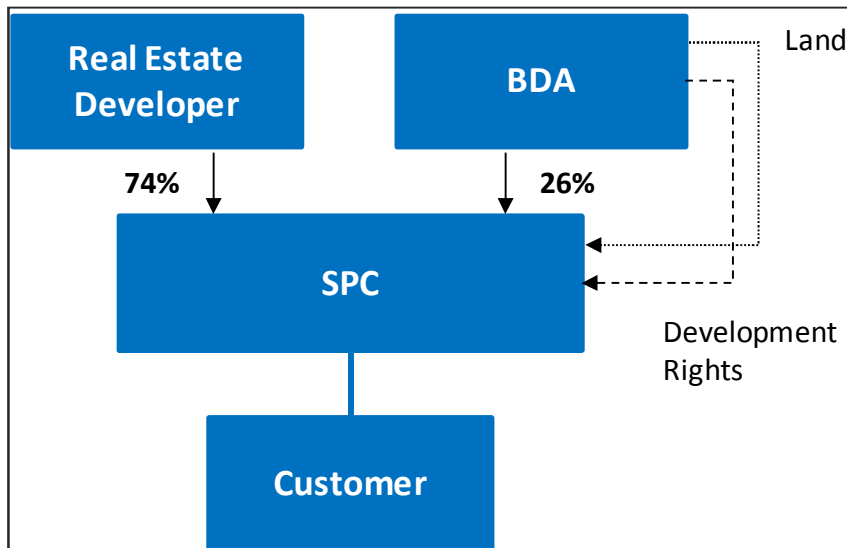 Real Estate
Developer
BDA
Land
74%
26%
SPC
Development
Rights
Customer